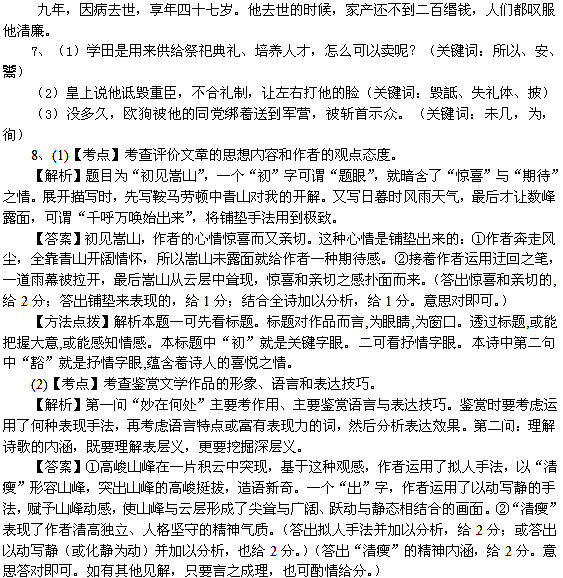 九年，因病去世，享年四十七岁。他去世的时候，家产还不到二百缗钱，人们都叹服
他清廉。
7、（1）学田是用来供给祭祀典礼、培养人才，怎么可以卖呢？（关键词：所以、安、
鬻）
（2）皇上说他诋毁重臣，不合礼制，让左右打他的脸（关键词：毁詆、失礼体、披）
（3）没多久，欧狗被他的同党绑着送到军营，被斩首示众。（关键词：未几，为，
徇）
8、(1)【考点】考查评价文章的思想内容和作者的观点态度。
【解析】题目为“初见嵩山”，一个“初”字可谓“题眼”，就暗含了“惊喜”与“期待”
之情。展开描写时，先写鞍马劳顿中青山对我的开解。又写日暮时风雨天气，最后才让数峰
露面，可谓“千呼万唤始出来”，将铺垫手法用到极致。
【答案】初见嵩山，作者的心情惊喜而又亲切。这种心情是铺垫出来的：①作者奔走风
尘，全靠青山开阔情怀，所以嵩山未露面就给作者一种期待感。②接着作者运用迂回之笔，
一道雨幕被拉开，最后嵩山从云层中耸现，惊喜和亲切之感扑面而来。（答出惊喜和亲切的，
给 2 分；答出铺垫来表现的，给 1 分；结合全诗加以分析，给 1 分。意思对即可。）
【方法点拨】解析本题一可先看标题。标题对作品而言,为眼睛,为窗口。透过标题,或能
把握大意,或能感知情感。本标题中“初”就是关键字眼。二可看抒情字眼。本诗中第二句
中“豁”就是抒情字眼,蕴含着诗人的喜悦之情。
(2)【考点】考查鉴赏文学作品的形象、语言和表达技巧。
【解析】第一问“妙在何处”主要考作用、主要鉴赏语言与表达技巧。鉴赏时要考虑运
用了何种表现手法，再考虑语言特点或富有表现力的词，然后分析表达效果。第二问：理解
诗歌的内涵，既要理解表层义，更要挖掘深层义。
【答案】①高峻山峰在一片积云中突现，基于这种观感，作者运用了拟人手法，以“清
瘦”形容山峰，突出山峰的高峻挺拔，造语新奇。一个“出”字，作者运用了以动写静的手
法，赋予山峰动感，使山峰与云层形成了尖耸与广阔、跃动与静态相结合的画面。②“清瘦”
表现了作者清高独立、人格坚守的精神气质。（答出拟人手法并加以分析，给 2 分；或答出
以动写静（或化静为动）并加以分析，也给 2 分。）（答出“清瘦”的精神内涵，给 2 分。意
思答对即可。如有其他见解，只要言之成理，也可酌情给分。）